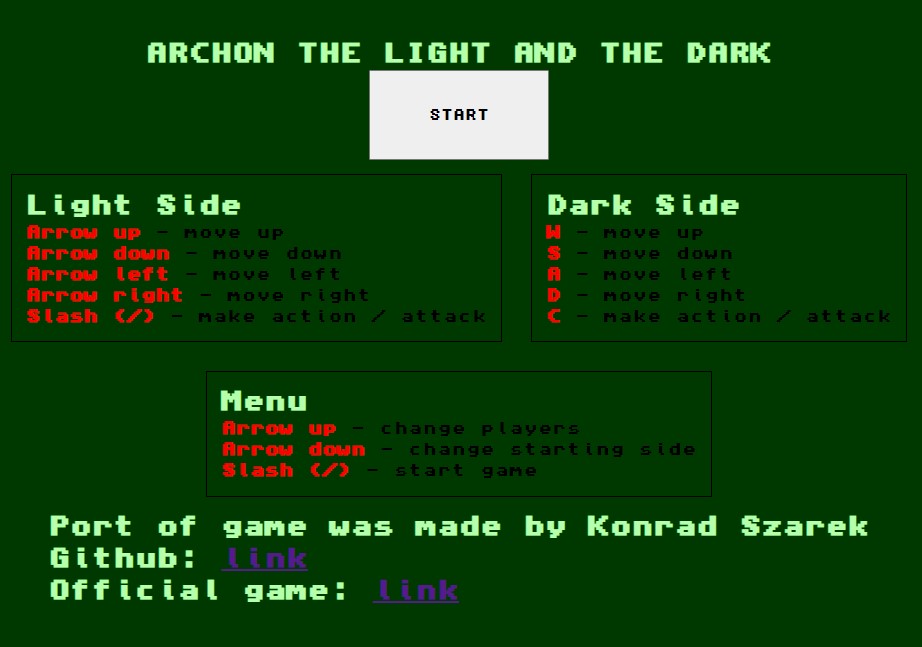 ARCHON THE LIGHT AND THE DARK
START
Light Side
Arrow up - move up
Arrow down - move down
Arrow left - move left
Arrow right - move right
Slash (/) - make action / attack
Dark Side
W - move up
S - move down
A - move left
D - move right
C - make action / attack
Menu
Arrow up - change players
Arrow down - change starting side
Slash (/) - start game
Port of game was made by Konrad Szarek
Github: link
Official game: link